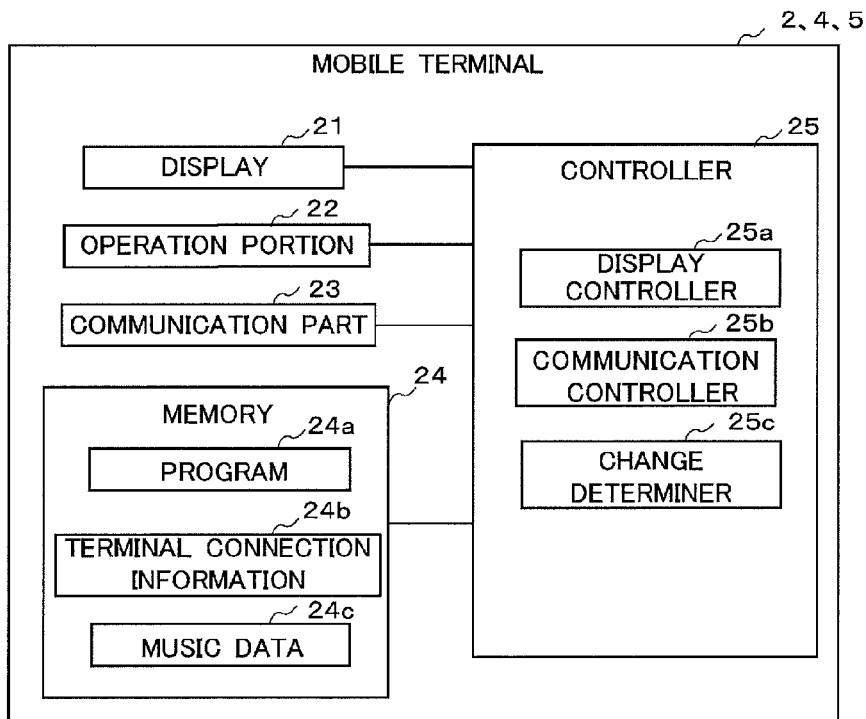 2、4、5
MOBILE TERMINAL
21
DISPLAY
22
OPERATION PORTION
23
COMMUNICATION PART
24
MEMORY
24a
PROGRAM
24b
TERMINAL CONNECTION
INFORMATION
24c
MUSIC DATA
25
CONTROLLER
25a
DISPLAY
CONTROLLER
25b
COMMUNICATION
CONTROLLER
25c
CHANGE
DETERMINER